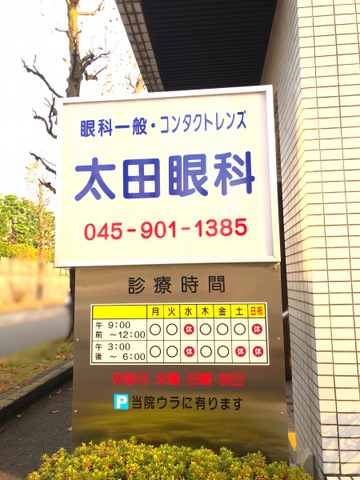 眼科一般・コンタクトレンズ
太田眼科
045-901-1385
診療時間
月 火 水 木 金 土 日祝
午前 9:00〜12:00 ○ ○ 休 ○ ○ ○ 休
午後 3:00〜6:00 ○ ○ 休 ○ ○ 休 休
休診日 水曜・日曜・祝日
P 当院ウラに有ります